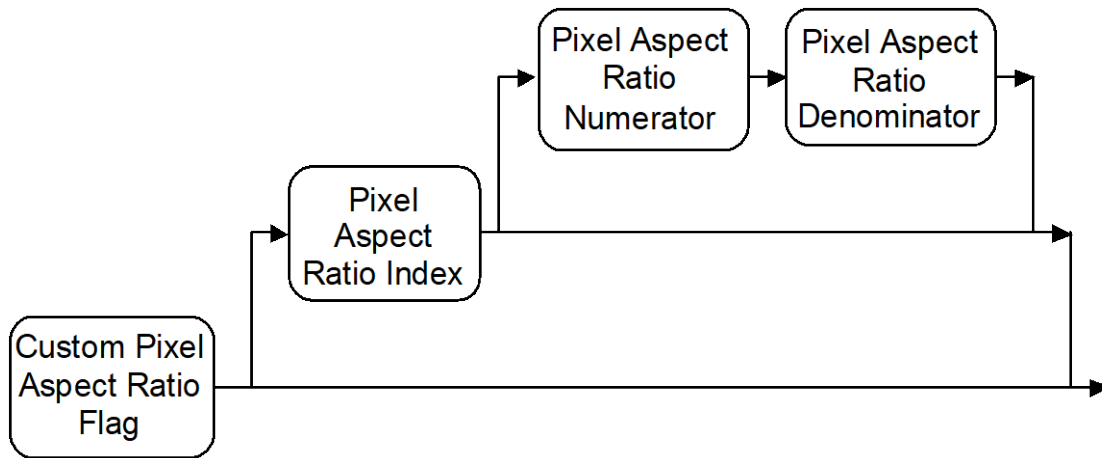 Pixel Aspect
Ratio
Numerator
Pixel Aspect
Ratio
Denominator
Pixel
Aspect
Ratio Index
Custom Pixel
Aspect Ratio
Flag